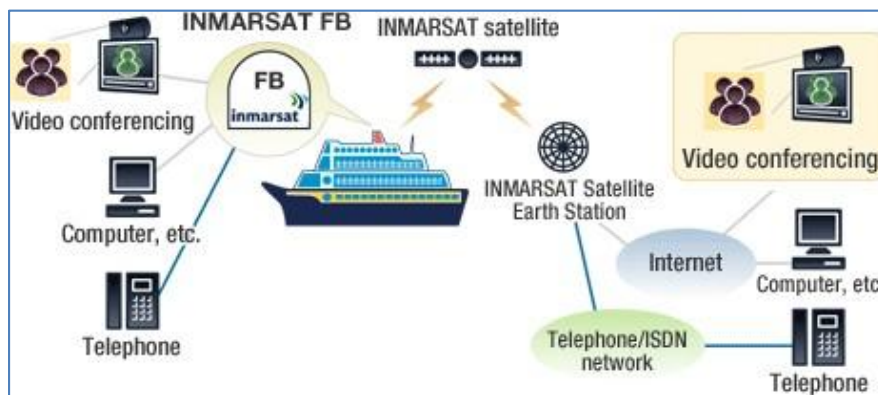 INMARSAT FB
INMARSAT satellite
FB
inmarsat
Video conferencing
Computer, etc.
Telephone
INMARSAT Satellite
Earth Station
Internet
Telephone/ISDN
network
Video conferencing
Computer, etc
Telephone